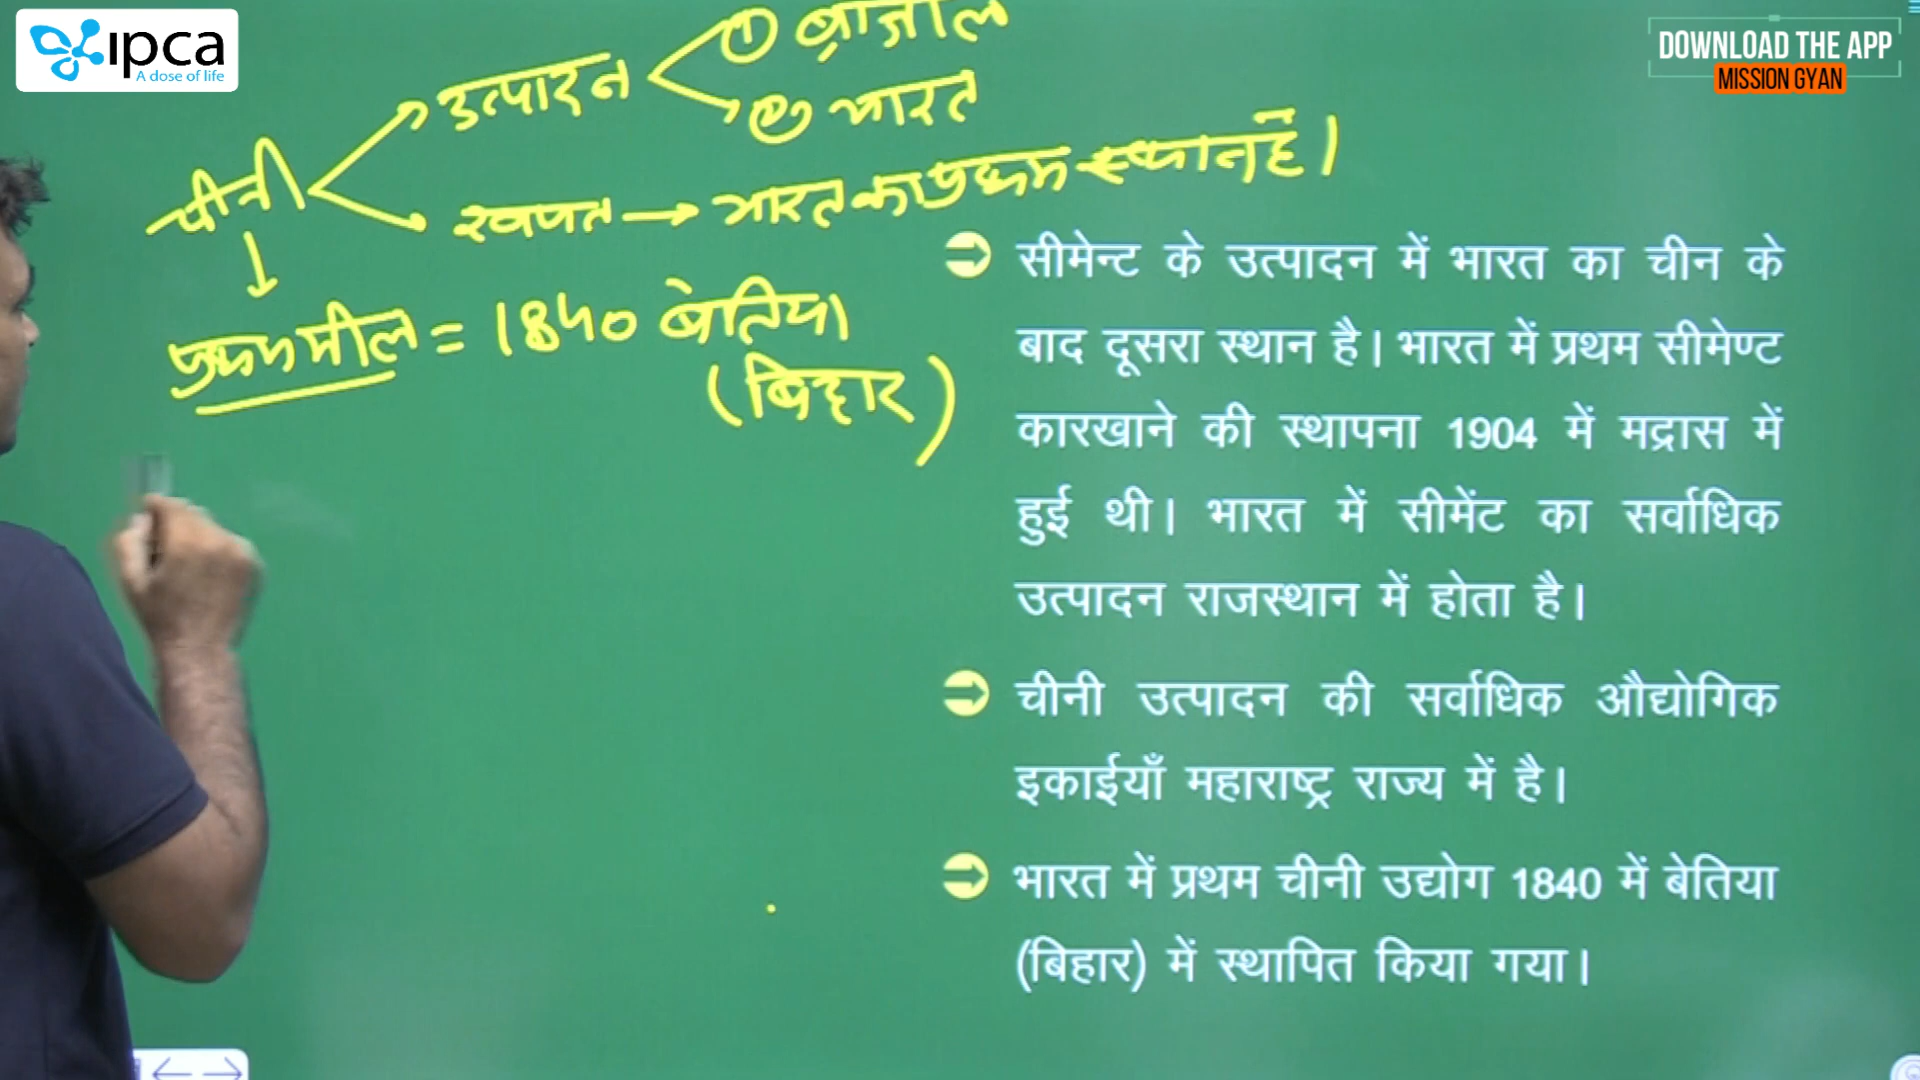 ipca
A dose of life
DOWNLOAD THE APP
MISSION GYAN
चीनी
उत्पादन
① ब्राजील
② भारत
खपत → भारत का प्रथम स्थान है।
प्रथम मील = 1840 बेतिया
(बिहार)
सीमेन्ट के उत्पादन में भारत का चीन के
बाद दूसरा स्थान है। भारत में प्रथम सीमेण्ट
कारखाने की स्थापना 1904 में मद्रास में
हुई थी। भारत में सीमेंट का सर्वाधिक
उत्पादन राजस्थान में होता है।
चीनी उत्पादन की सर्वाधिक औद्योगिक
इकाईयाँ महाराष्ट्र राज्य में है।
भारत में प्रथम चीनी उद्योग 1840 में बेतिया
(बिहार) में स्थापित किया गया।